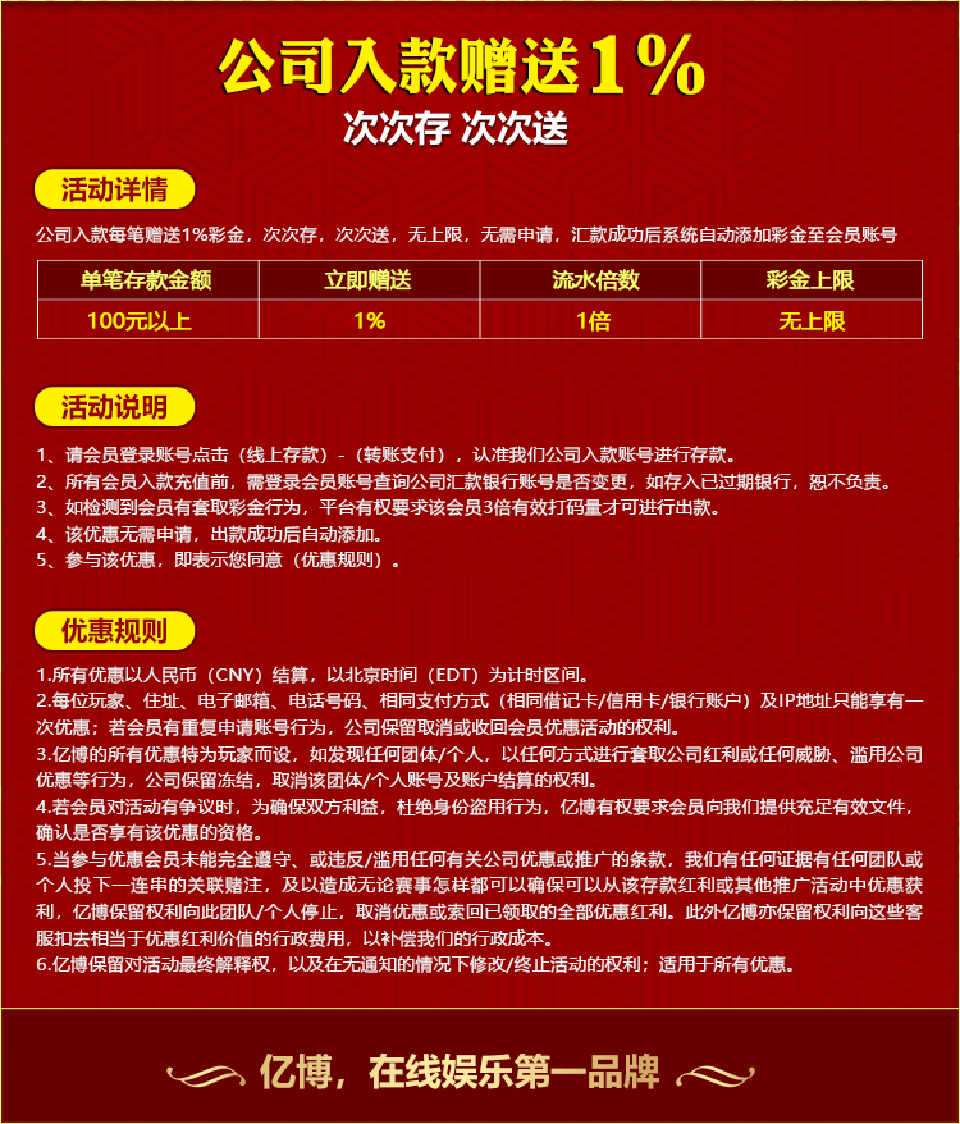 公司入款赠送1%
次次存 次次送
活动详情
公司入款每笔赠送1%彩金，次次存，次次送，无上限，无需申请，汇款成功后系统自动添加彩金至会员账号
单笔存款金额 立即赠送 流水倍数 彩金上限
100元以上 1% 1倍 无上限
活动说明
1、请会员登录账号点击（线上存款）-（转账支付），认准我们公司入款账号进行存款。
2、所有会员入款充值前，需登录会员账号查询公司汇款银行账号是否变更，如存入已过期银行，恕不负责。
3、如检测到会员有套取彩金行为，平台有权要求该会员3倍有效打码量才可进行出款。
4、该优惠无需申请，出款成功后自动添加。
5、参与该优惠，即表示您同意（优惠规则）。
优惠规则
1.所有优惠以人民币（CNY）结算，以北京时间（EDT）为计时区间。
2.每位玩家、住址、电子邮箱、电话号码、相同支付方式（相同借记卡/信用卡/银行账户）及IP地址只能享有一
次优惠；若会员有重复申请账号行为，公司保留取消或收回会员优惠活动的权利。
3.亿博的所有优惠特为玩家而设，如发现任何团体/个人，以任何方式进行套取公司红利或任何威胁、滥用公司
优惠等行为，公司保留冻结，取消该团体/个人账号及账户结算的权利。
4.若会员对活动有争议时，为确保双方利益，杜绝身份盗用行为，亿博有权要求会员向我们提供充足有效文件，
确认是否享有该优惠的资格。
5.当参与优惠会员未能完全遵守、或违反/滥用任何有关公司优惠或推广的条款，我们有任何证据有任何团队或
个人投下一连串的关联赌注，及以造成无论赛事怎样都可以确保可以从该存款红利或其他推广活动中优惠获
利，亿博保留权利向此团队/个人停止，取消优惠或索回已领取的全部优惠红利。此外亿博亦保留权利向这些客
服扣去相当于优惠红利价值的行政费用，以补偿我们的行政成本。
6.亿博保留对活动最终解释权，以及在无通知的情况下修改/终止活动的权利；适用于所有优惠。
亿博，在线娱乐第一品牌